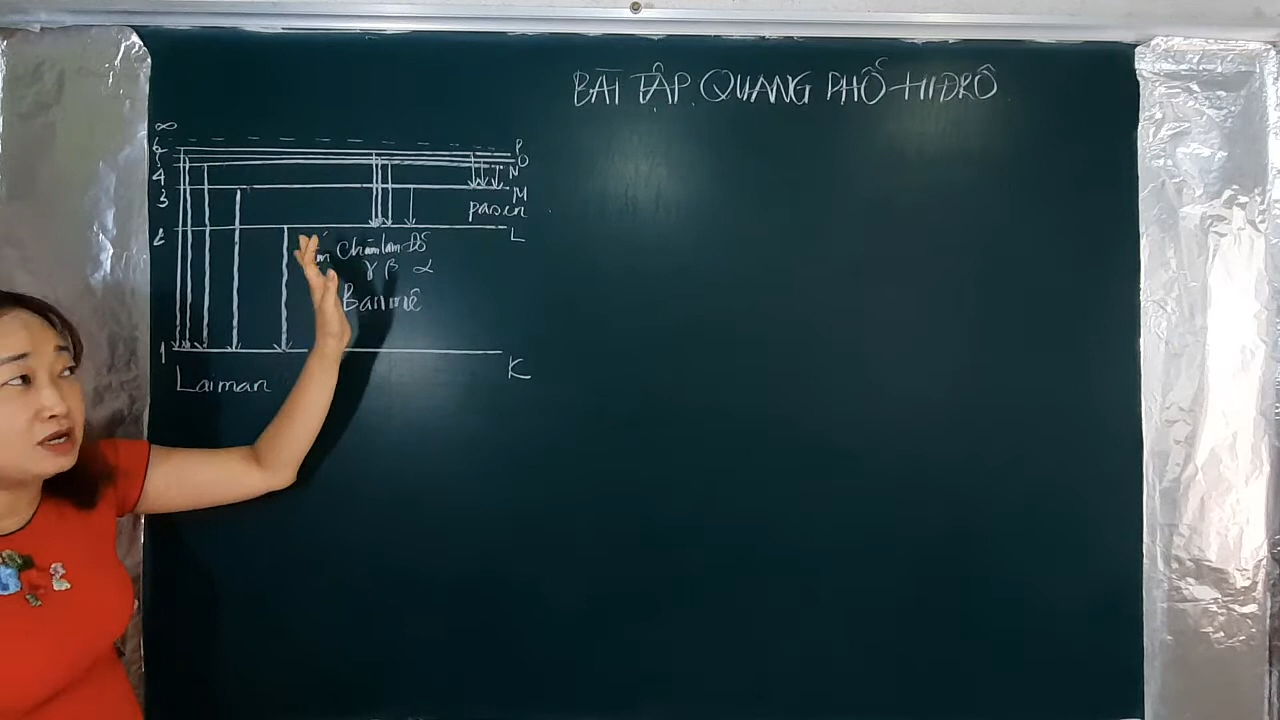 BÀI TẬP QUANG PHỔ HIĐRÔ
∞
6 P
5 O
4 N
3 M
Pasen
2 L
Chàm lam Đỏ
γ β α
Banme
1 K
Laiman